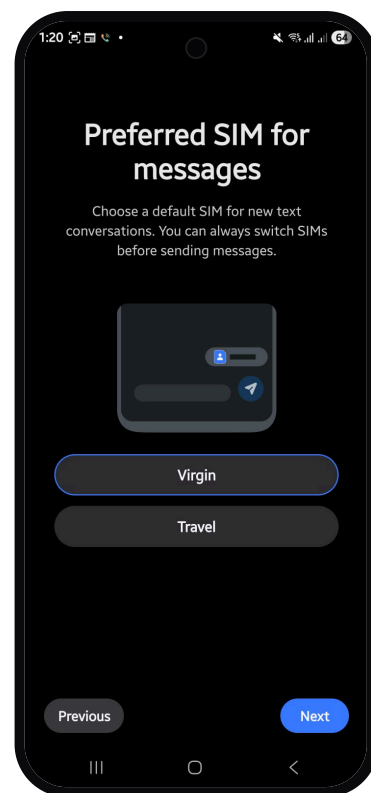 1:20
64
Preferred SIM for
messages
Choose a default SIM for new text
conversations. You can always switch SIMs
before sending messages.
Virgin
Travel
Previous
Next